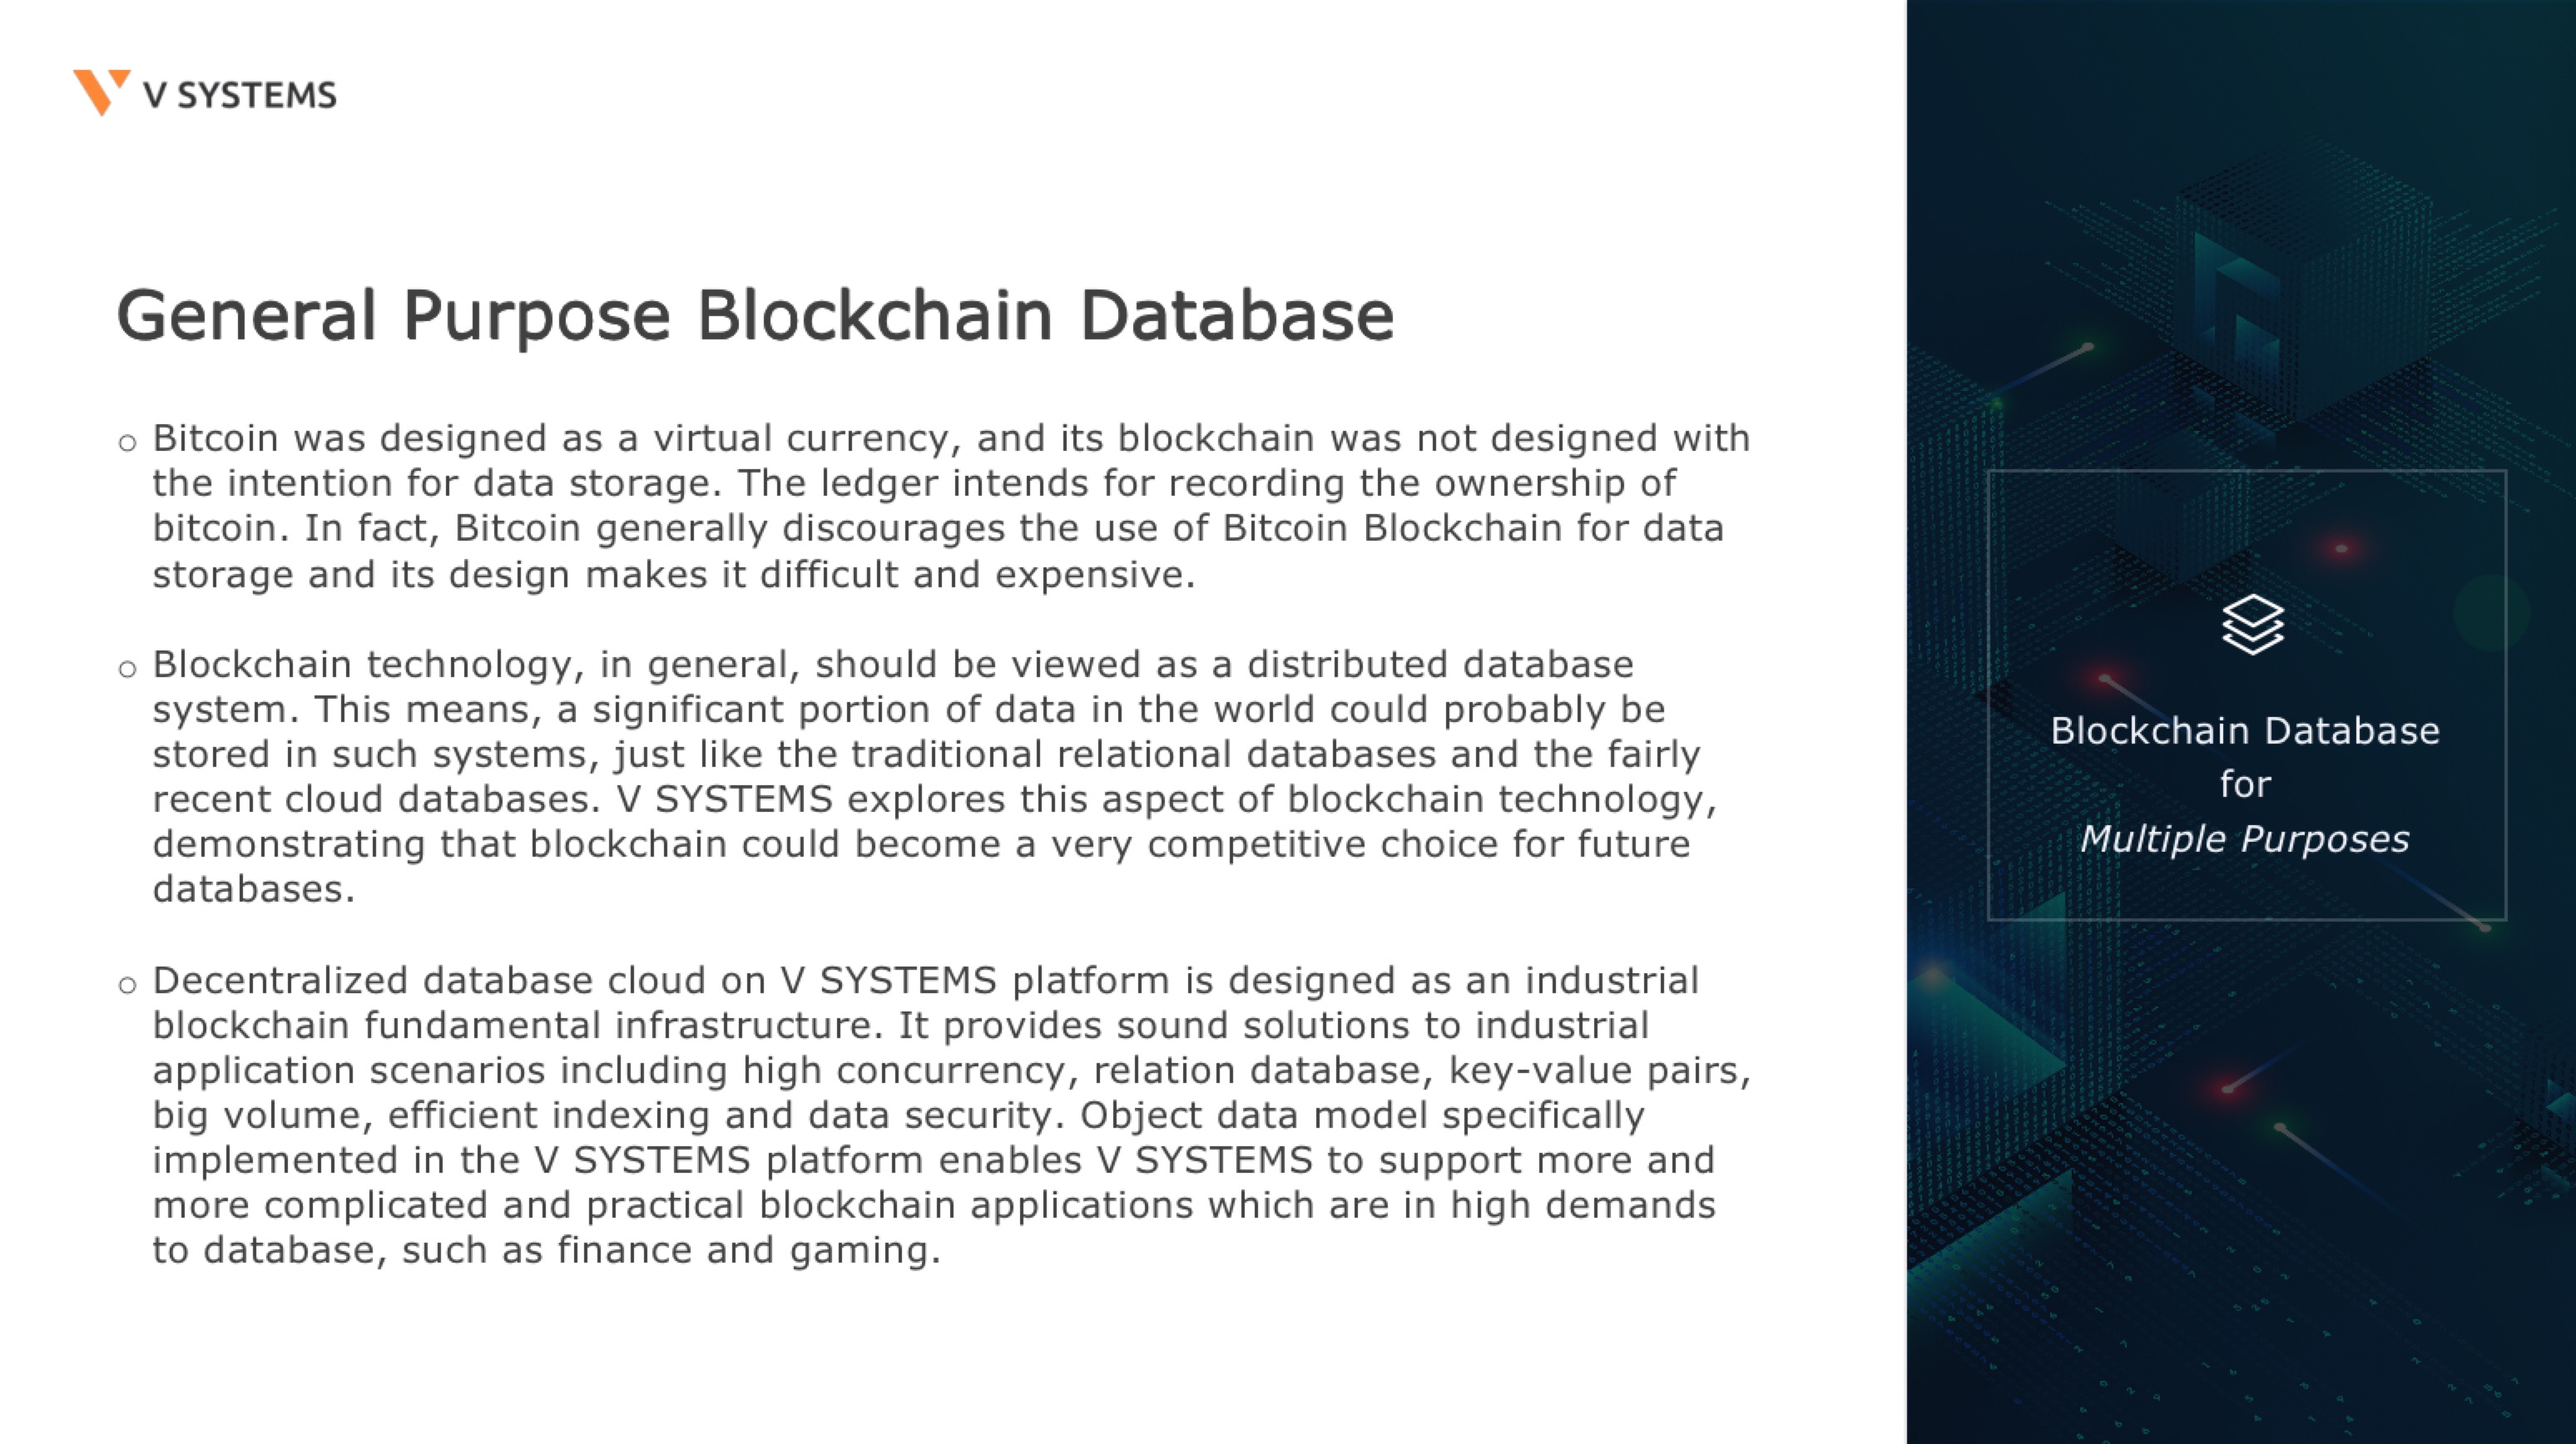 V SYSTEMS
General Purpose Blockchain Database
○ Bitcoin was designed as a virtual currency, and its blockchain was not designed with
the intention for data storage. The ledger intends for recording the ownership of
bitcoin. In fact, Bitcoin generally discourages the use of Bitcoin Blockchain for data
storage and its design makes it difficult and expensive.
○ Blockchain technology, in general, should be viewed as a distributed database
system. This means, a significant portion of data in the world could probably be
stored in such systems, just like the traditional relational databases and the fairly
recent cloud databases. V SYSTEMS explores this aspect of blockchain technology,
demonstrating that blockchain could become a very competitive choice for future
databases.
○ Decentralized database cloud on V SYSTEMS platform is designed as an industrial
blockchain fundamental infrastructure. It provides sound solutions to industrial
application scenarios including high concurrency, relation database, key-value pairs,
big volume, efficient indexing and data security. Object data model specifically
implemented in the V SYSTEMS platform enables V SYSTEMS to support more and
more complicated and practical blockchain applications which are in high demands
to database, such as finance and gaming.
Blockchain Database
for
Multiple Purposes